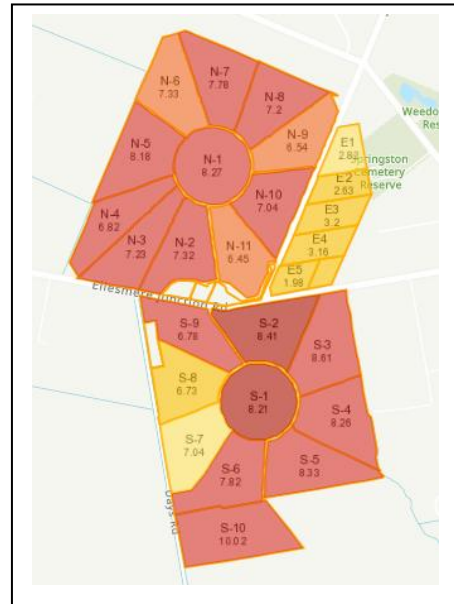 N-7
7.78
N-6
7.33
N-8
7.2
N-9
6.54
N-5
8.18
N-1
8.27
N-10
7.04
N-4
6.82
N-3
7.23
N-2
7.32
N-11
6.45
Weedo
Res
E1
Springston
Cemetery
Reserve
E2
2.63
E3
3.2
E4
3.16
E5
1.98
Ellesmere Junction Rd
S-9
6.78
S-2
8.41
S-3
8.61
S-8
6.73
S-1
8.21
S-4
8.26
S-7
7.04
S-6
7.82
S-5
8.33
Days Rd
S-10
10.02